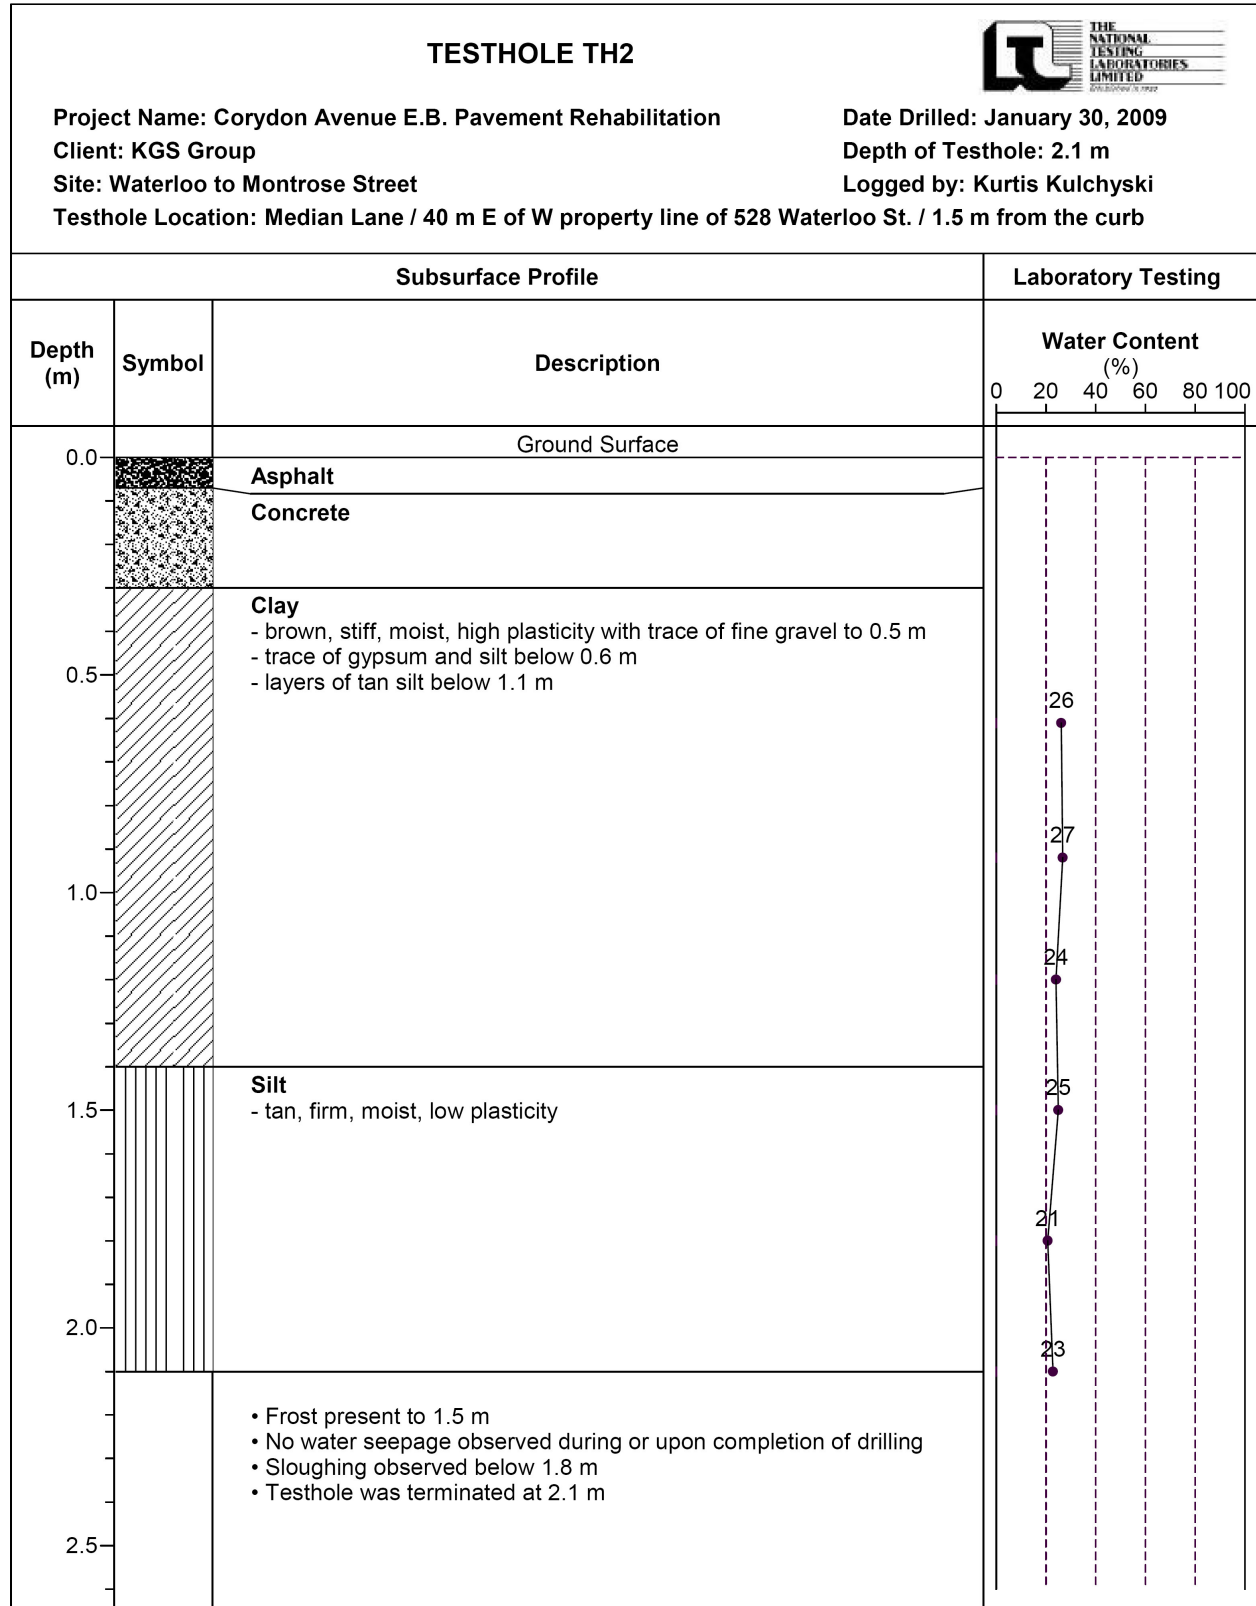 TESTHOLE TH2
THE
NATIONAL
TESTING
LABORATORIES
LIMITED
Established in 1923
Project Name: Corydon Avenue E.B. Pavement Rehabilitation
Date Drilled: January 30, 2009
Client: KGS Group
Depth of Testhole: 2.1 m
Site: Waterloo to Montrose Street
Logged by: Kurtis Kulchyski
Testhole Location: Median Lane / 40 m E of W property line of 528 Waterloo St. / 1.5 m from the curb
Subsurface Profile
Laboratory Testing
Depth
(m)
Symbol
Description
Water Content
(%)
0 20 40 60 80 100
Ground Surface
0.0
Asphalt
Concrete
Clay
- brown, stiff, moist, high plasticity with trace of fine gravel to 0.5 m
- trace of gypsum and silt below 0.6 m
0.5
- layers of tan silt below 1.1 m
26
27
1.0
24
Silt
25
1.5
- tan, firm, moist, low plasticity
21
2.0
23
• Frost present to 1.5 m
• No water seepage observed during or upon completion of drilling
• Sloughing observed below 1.8 m
• Testhole was terminated at 2.1 m
2.5